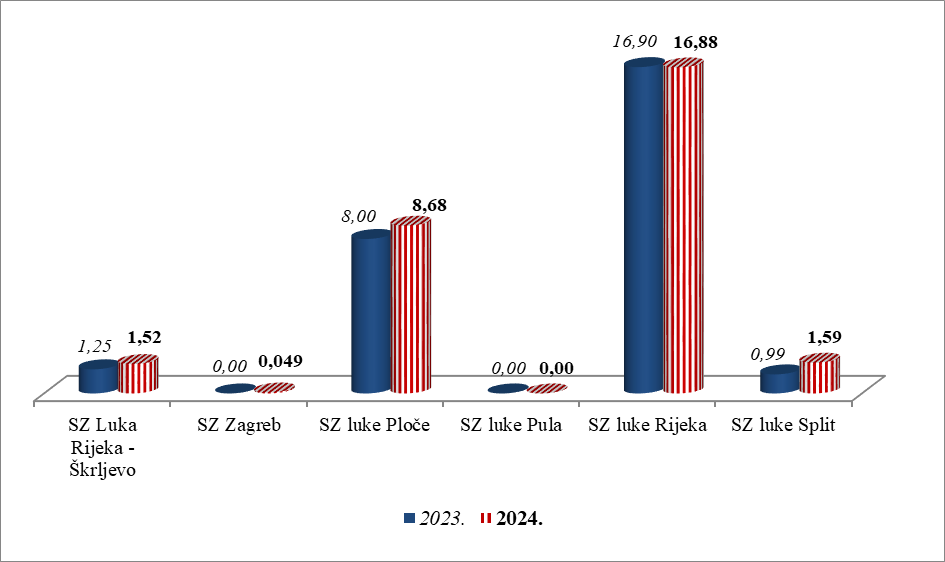 16,90
16,88
8,00
8,68
1,25
1,52
0,00
0,049
0,00
0,00
0,99
1,59
SZ Luka
Rijeka -
Škrljevo
SZ Zagreb
SZ luke Ploče
SZ luke Pula
SZ luke Rijeka
SZ luke Split
2023.
2024.